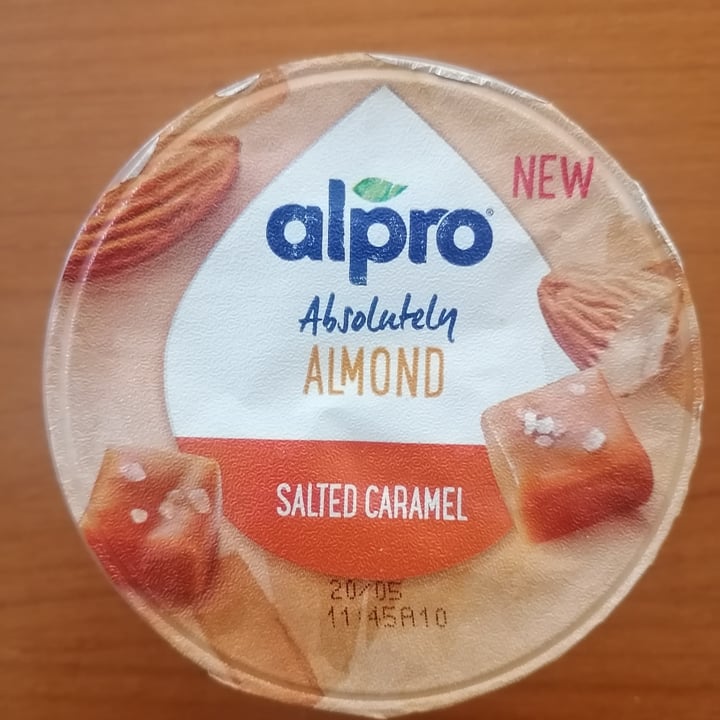 NEW
alpro
Absolutely
ALMOND
SALTED CARAMEL
20/05
11:45A10